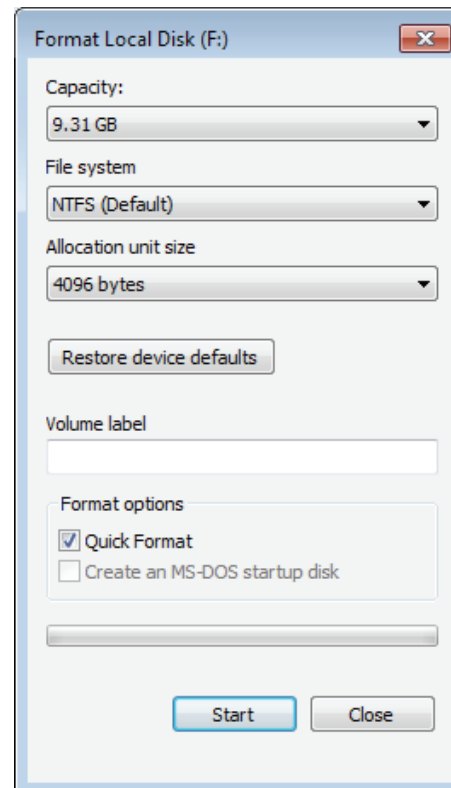 Format Local Disk (F:)
Capacity:
9.31 GB
File system
NTFS (Default)
Allocation unit size
4096 bytes
Restore device defaults
Volume label
Format options
Quick Format
Create an MS-DOS startup disk
Start Close